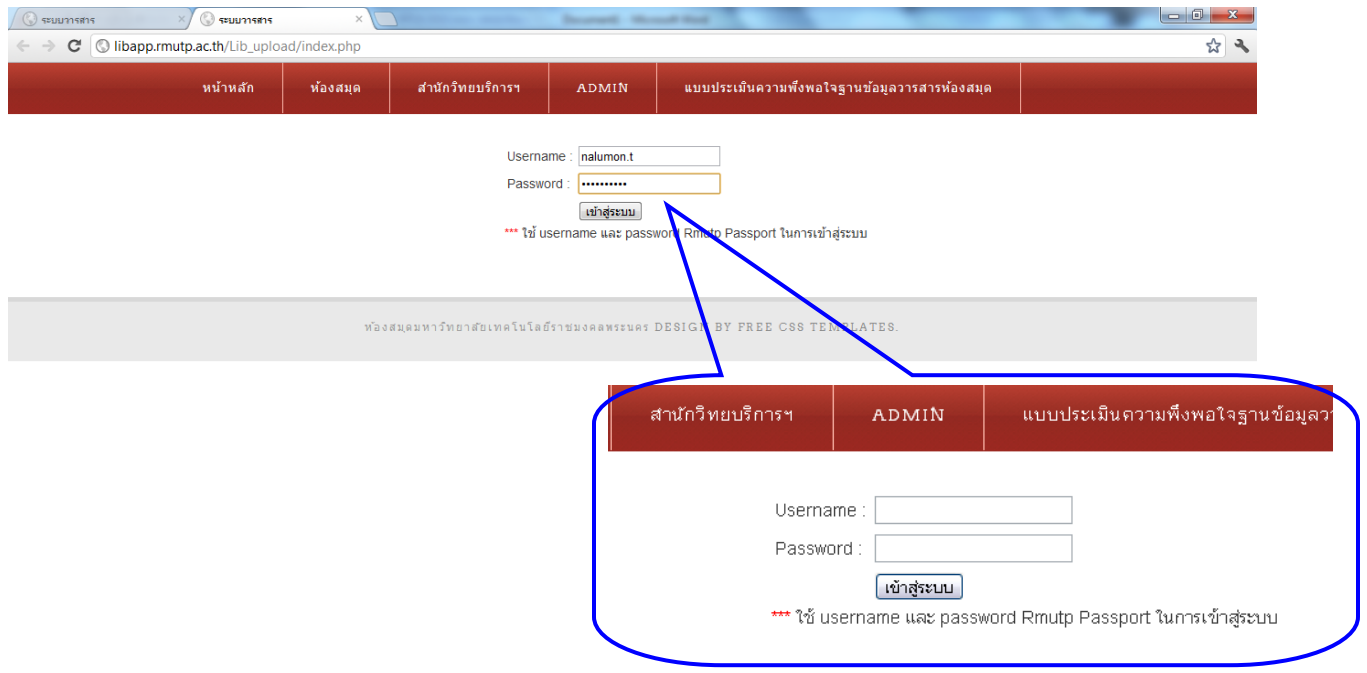 ระบบวารสาร
ระบบวารสาร
libapp.rmutp.ac.th/Lib_upload/index.php
หน้าหลัก ห้องสมุด สำนักวิทยบริการฯ ADMIN แบบประเมินความพึงพอใจฐานข้อมูลวารสารห้องสมุด
Username : nalumon.t
Password : ••••••••••
เข้าสู่ระบบ
*** ใช้ username และ password Rmutp Passport ในการเข้าสู่ระบบ
ห้องสมุดมหาวิทยาลัยเทคโนโลยีราชมงคลพระนคร DESIGN BY FREE CSS TEMPLATES.
สำนักวิทยบริการฯ ADMIN แบบประเมินความพึงพอใจฐานข้อมูลวา
Username :
Password :
เข้าสู่ระบบ
*** ใช้ username และ password Rmutp Passport ในการเข้าสู่ระบบ